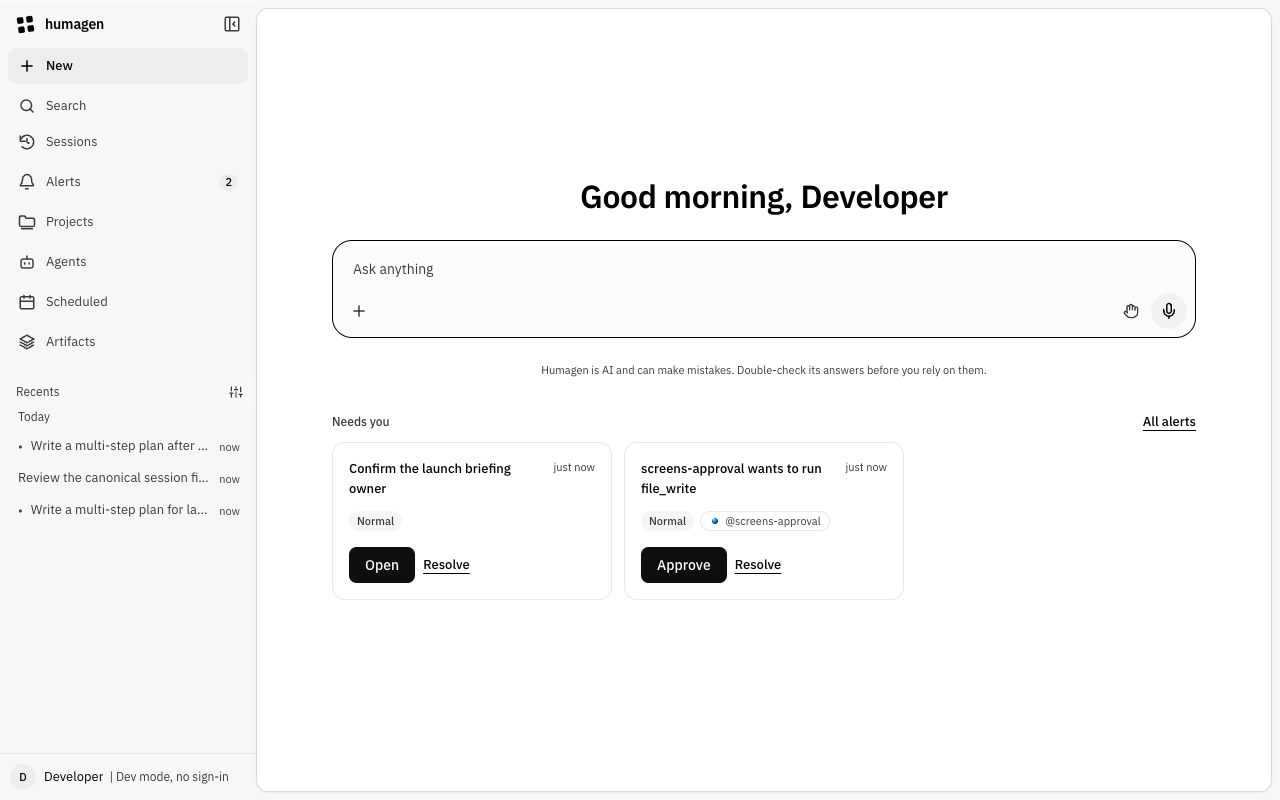 humagen
New
Search
Sessions
Alerts 2
Projects
Agents
Scheduled
Artifacts
Recents
Today
• Write a multi-step plan after ... now
Review the canonical session fi... now
• Write a multi-step plan for la... now
D Developer | Dev mode, no sign-in
Good morning, Developer
Ask anything
Humagen is AI and can make mistakes. Double-check its answers before you rely on them.
Needs you All alerts
Confirm the launch briefing just now
owner
Normal
Open Resolve
screens-approval wants to run just now
file_write
Normal @screens-approval
Approve Resolve